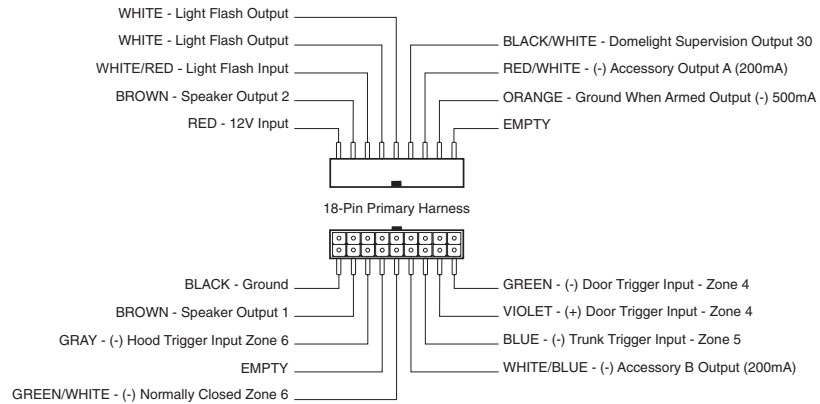 WHITE - Light Flash Output
WHITE - Light Flash Output
WHITE/RED - Light Flash Input
BROWN - Speaker Output 2
RED - 12V Input
BLACK/WHITE - Domelight Supervision Output 30
RED/WHITE - (-) Accessory Output A (200mA)
ORANGE - Ground When Armed Output (-) 500mA
EMPTY
18-Pin Primary Harness
BLACK - Ground
BROWN - Speaker Output 1
GRAY - (-) Hood Trigger Input Zone 6
EMPTY
GREEN/WHITE - (-) Normally Closed Zone 6
GREEN - (-) Door Trigger Input - Zone 4
VIOLET - (+) Door Trigger Input - Zone 4
BLUE - (-) Trunk Trigger Input - Zone 5
WHITE/BLUE - (-) Accessory B Output (200mA)